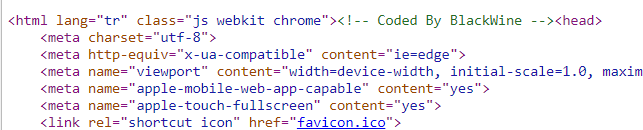 <html lang="tr" class="js webkit chrome"><!-- Coded By BlackWine --><head>
<meta charset="utf-8">
<meta http-equiv="x-ua-compatible" content="ie=edge">
<meta name="viewport" content="width=device-width, initial-scale=1.0, maxim
<meta name="apple-mobile-web-app-capable" content="yes">
<meta name="apple-touch-fullscreen" content="yes">
<link rel="shortcut icon" href="favicon.ico">